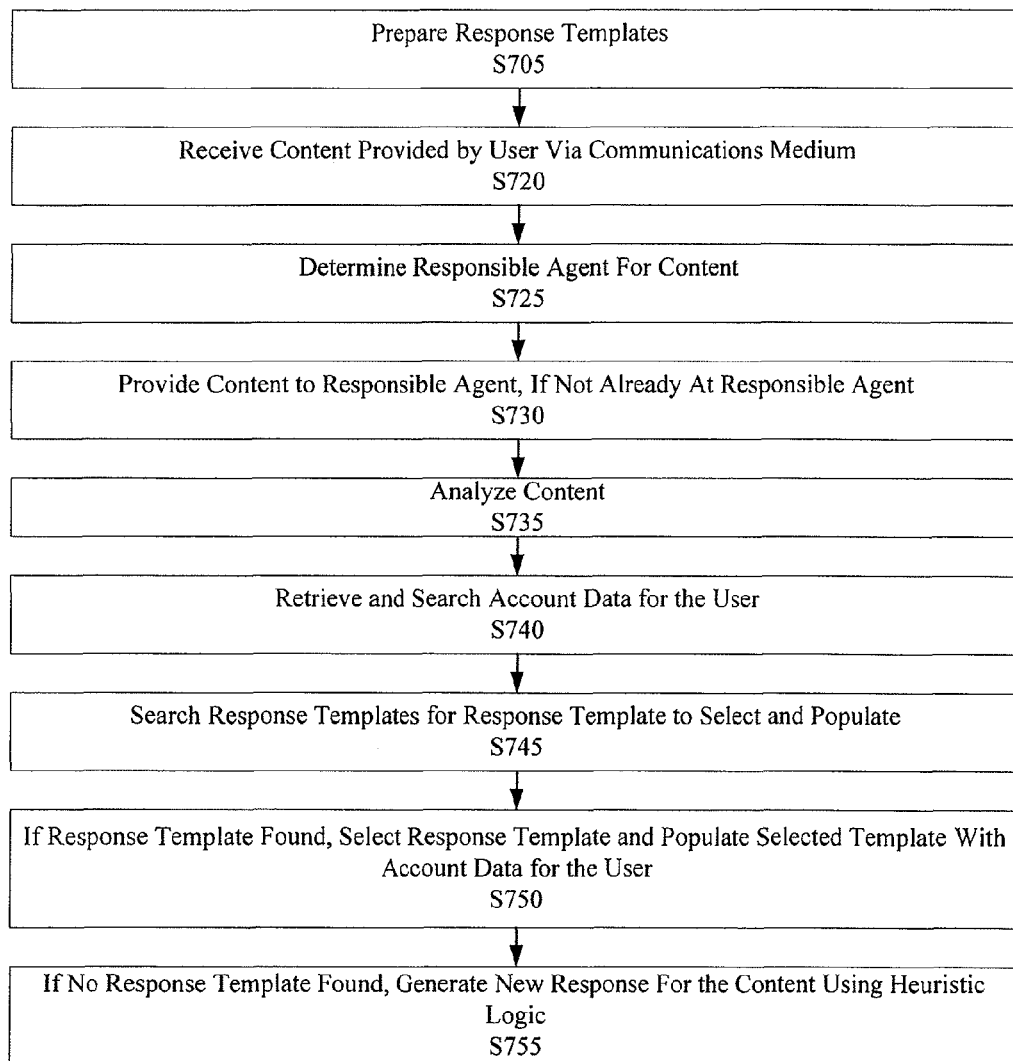 Prepare Response Templates
S705
Receive Content Provided by User Via Communications Medium
S720
Determine Responsible Agent For Content
S725
Provide Content to Responsible Agent, If Not Already At Responsible Agent
S730
Analyze Content
S735
Retrieve and Search Account Data for the User
S740
Search Response Templates for Response Template to Select and Populate
S745
If Response Template Found, Select Response Template and Populate Selected Template With
Account Data for the User
S750
If No Response Template Found, Generate New Response For the Content Using Heuristic
Logic
S755